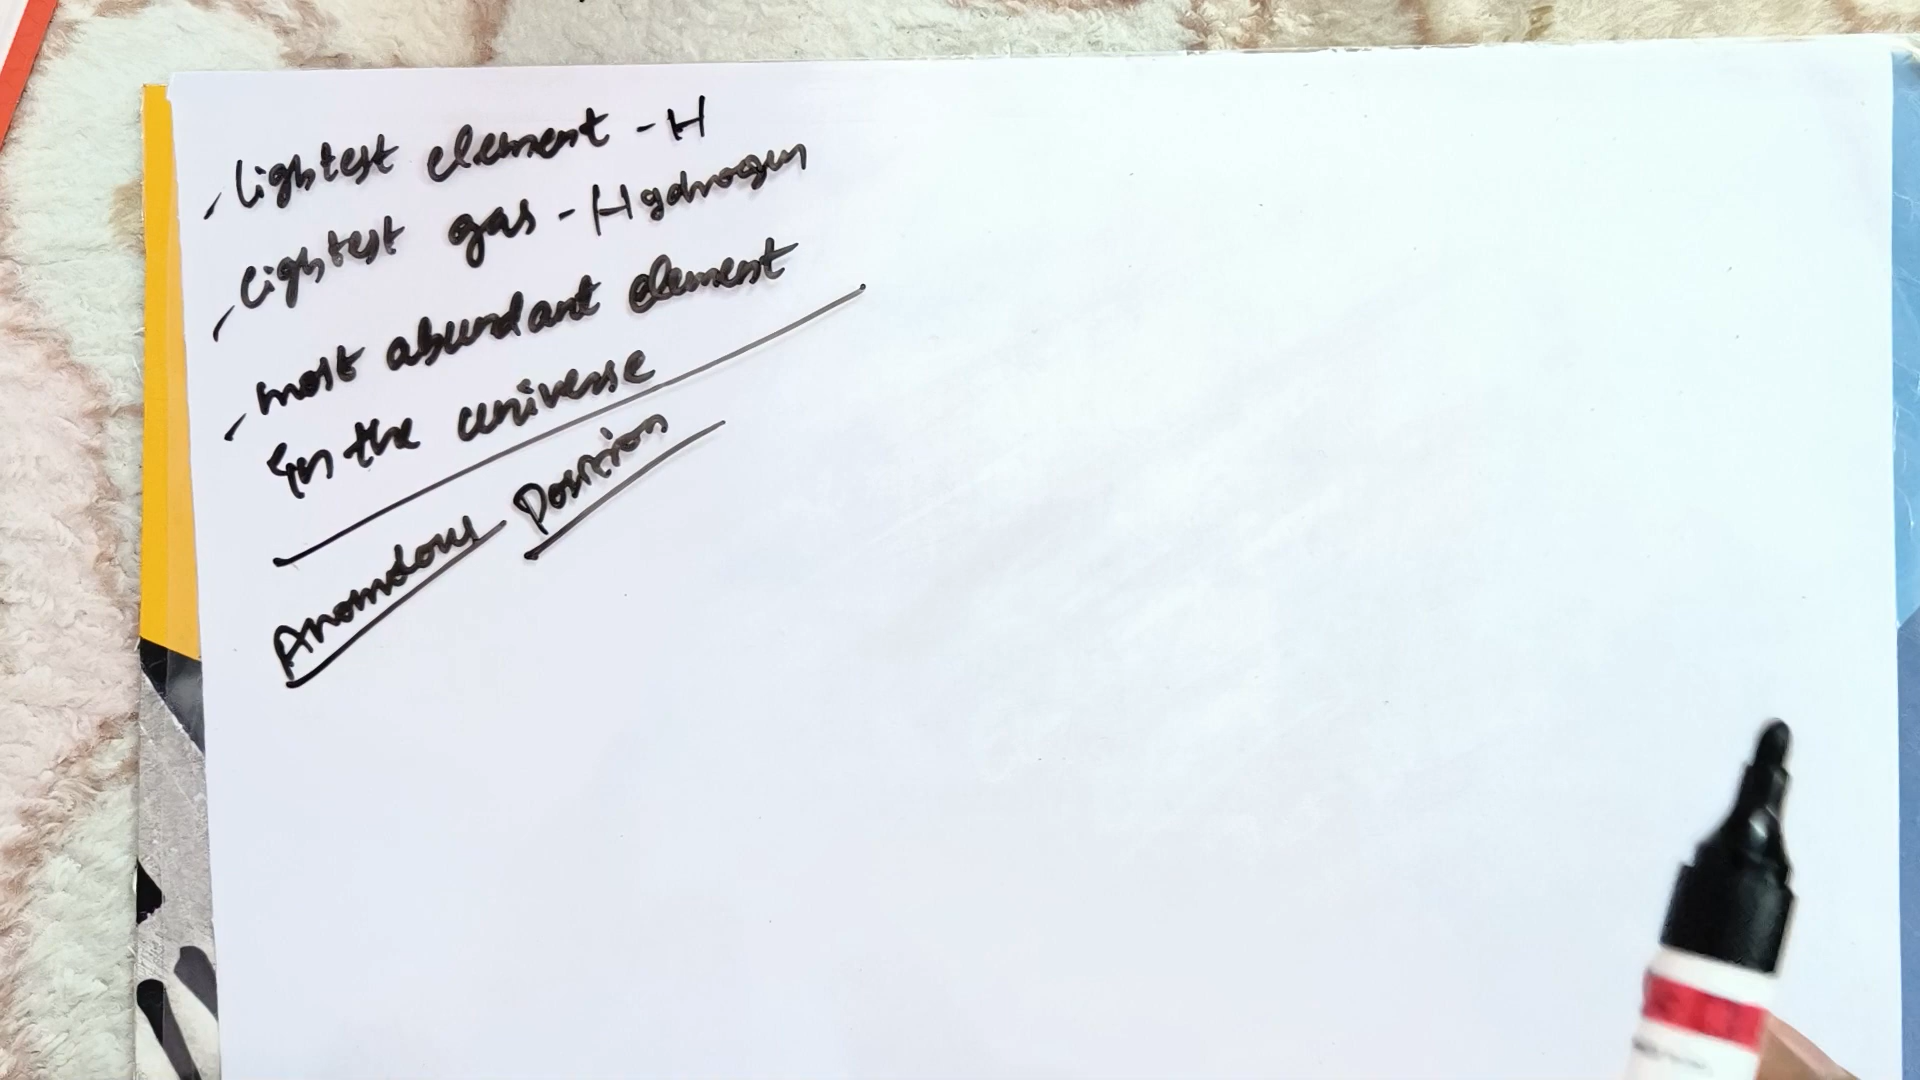 lightest element - H
lightest gas - Hydrogen
most abundant element
in the universe
Anomalous Position